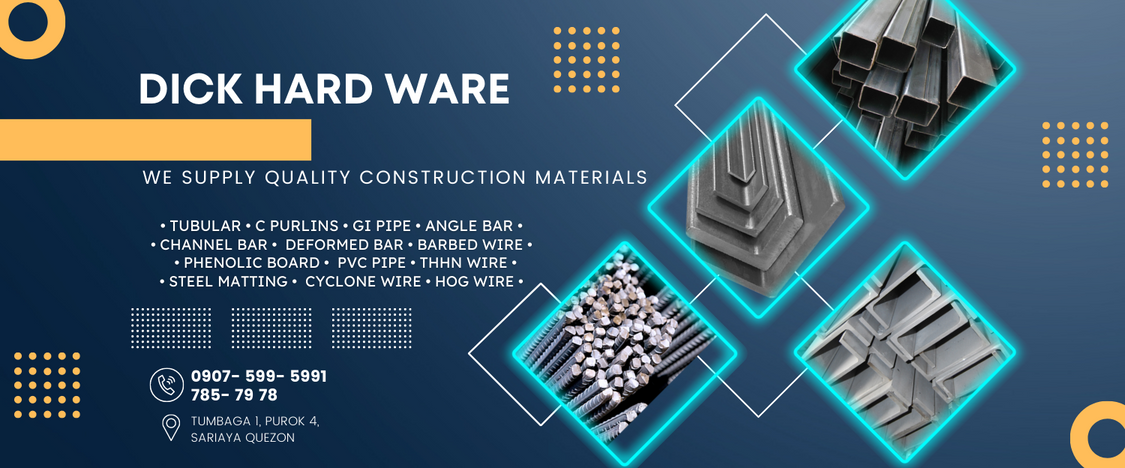 DICK HARD WARE
WE SUPPLY QUALITY CONSTRUCTION MATERIALS
• TUBULAR • C PURLINS • GI PIPE • ANGLE BAR •
• CHANNEL BAR • DEFORMED BAR • BARBED WIRE •
• PHENOLIC BOARD • PVC PIPE • THHN WIRE •
• STEEL MATTING • CYCLONE WIRE • HOG WIRE •
0907- 599- 5991
785- 79 78
TUMBAGA 1, PUROK 4,
SARIAYA QUEZON